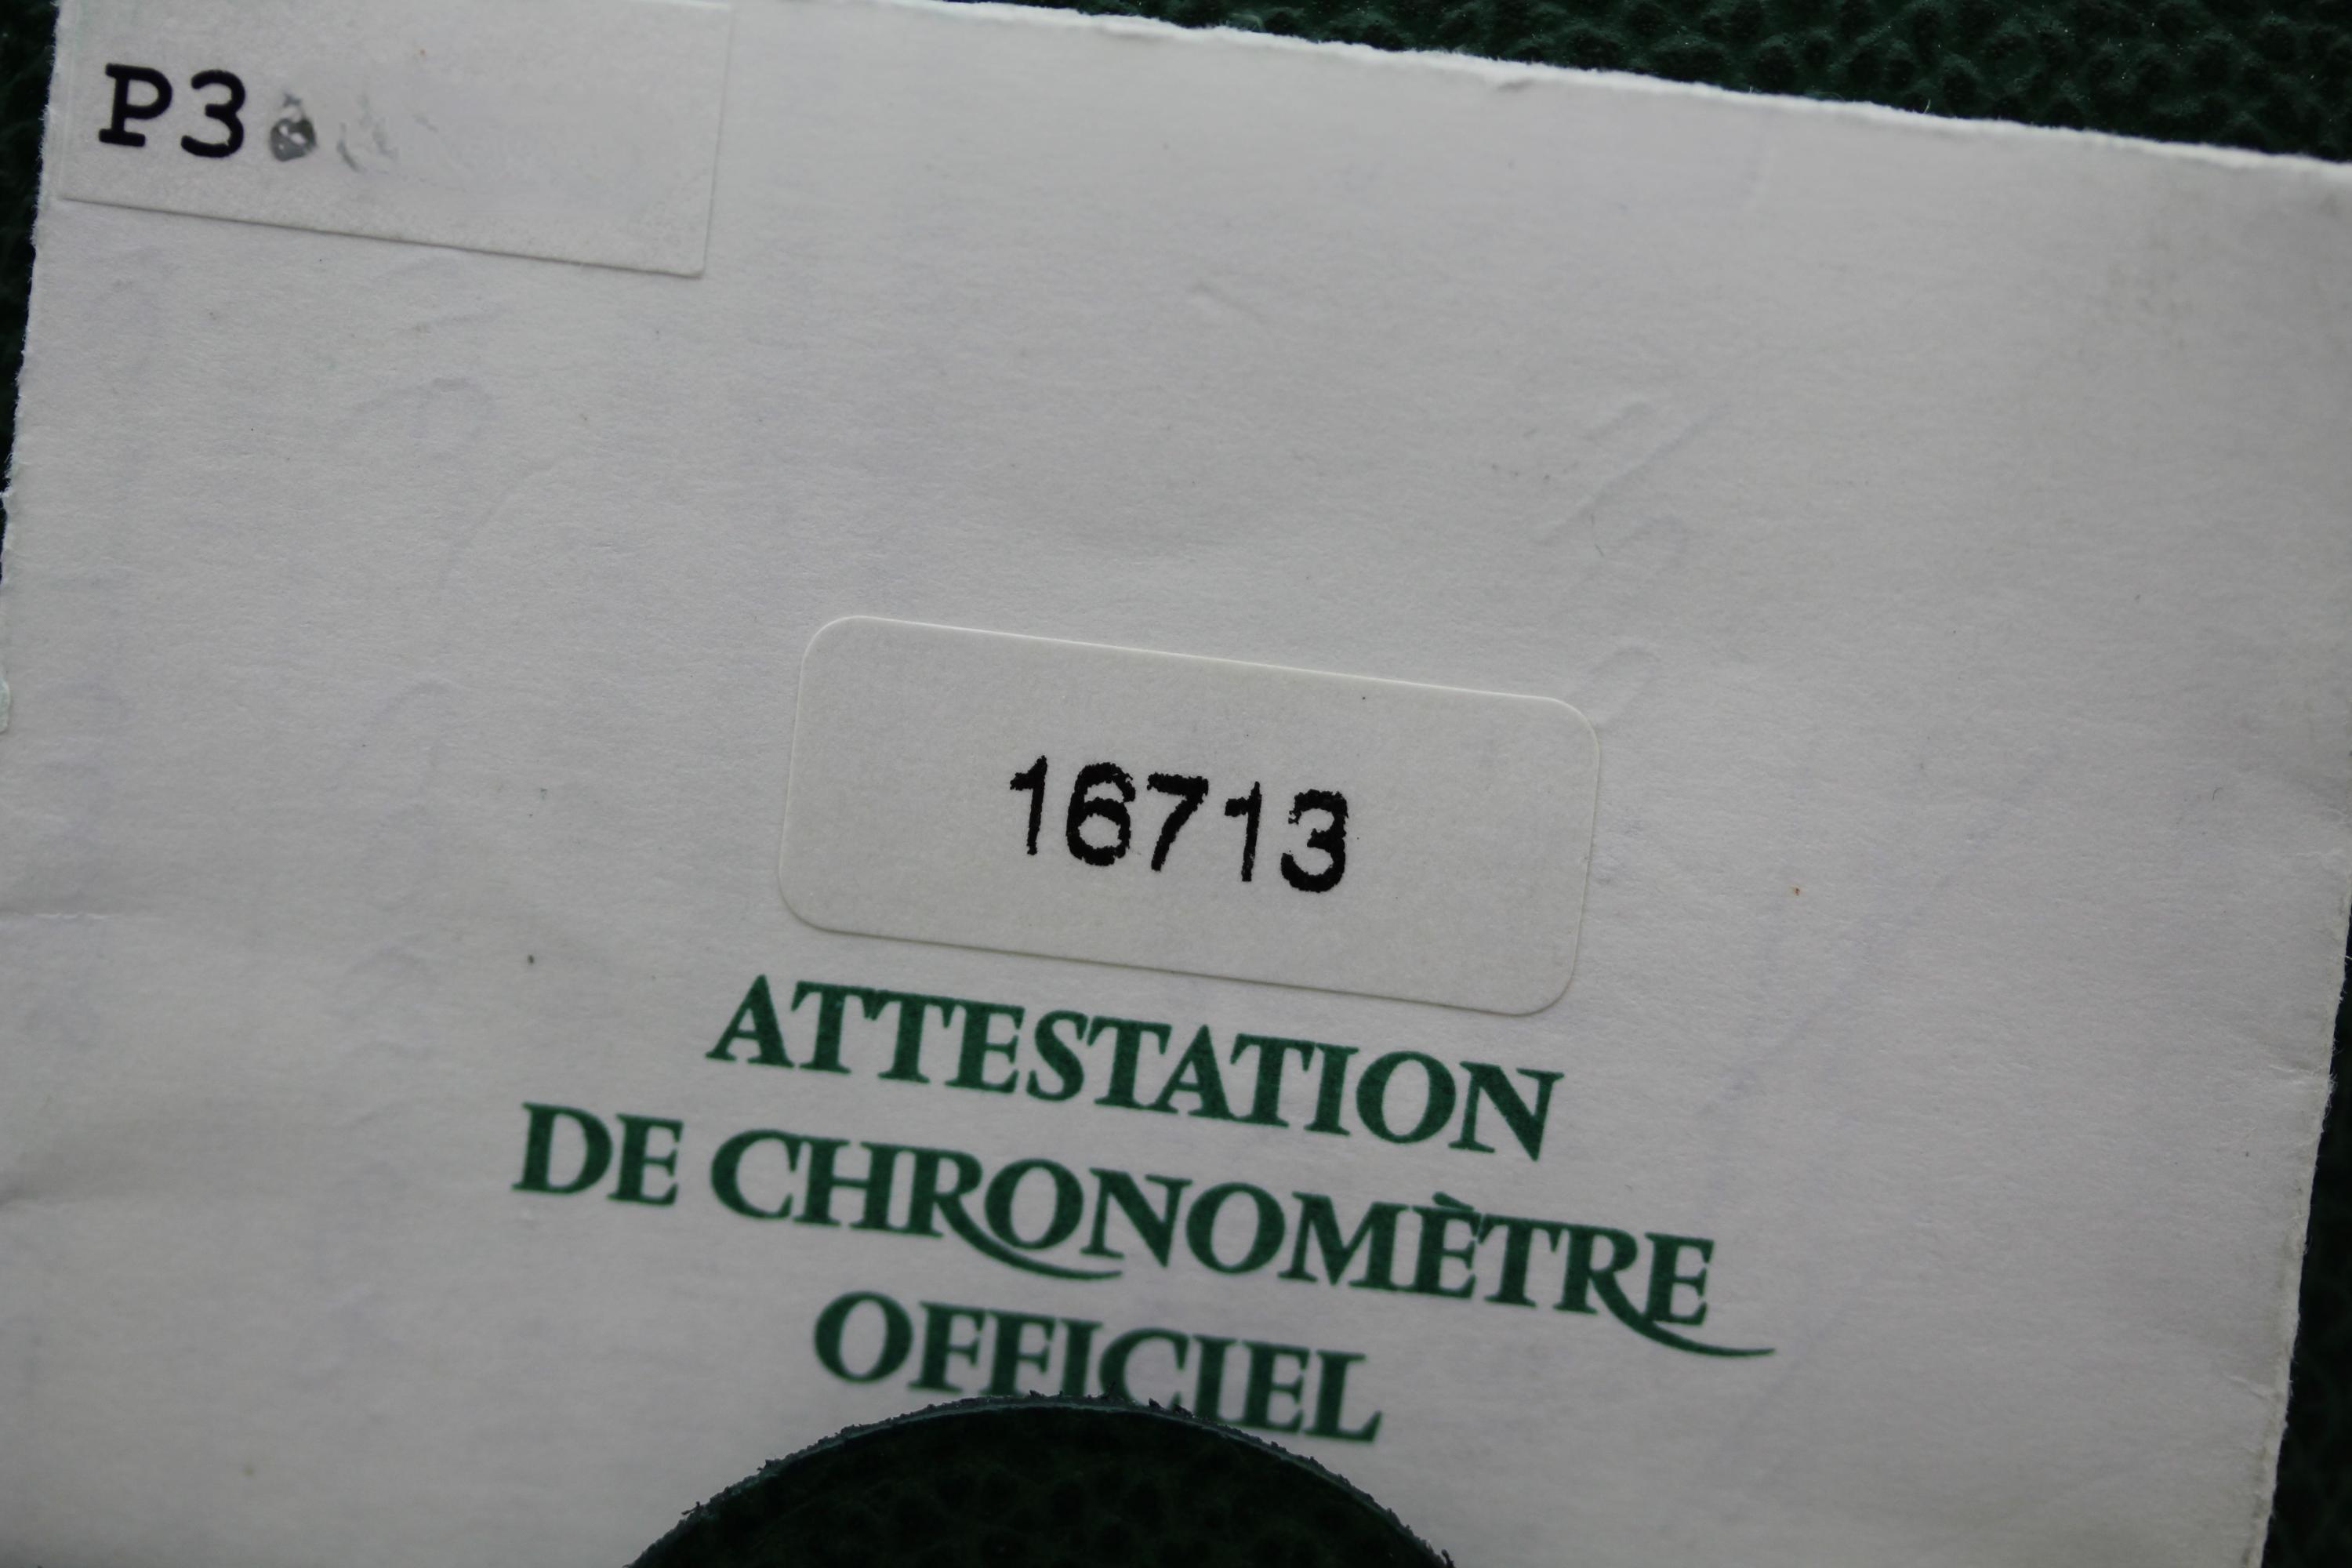 P3
16713
ATTESTATION
DE CHRONOMÈTRE
OFFICIEL